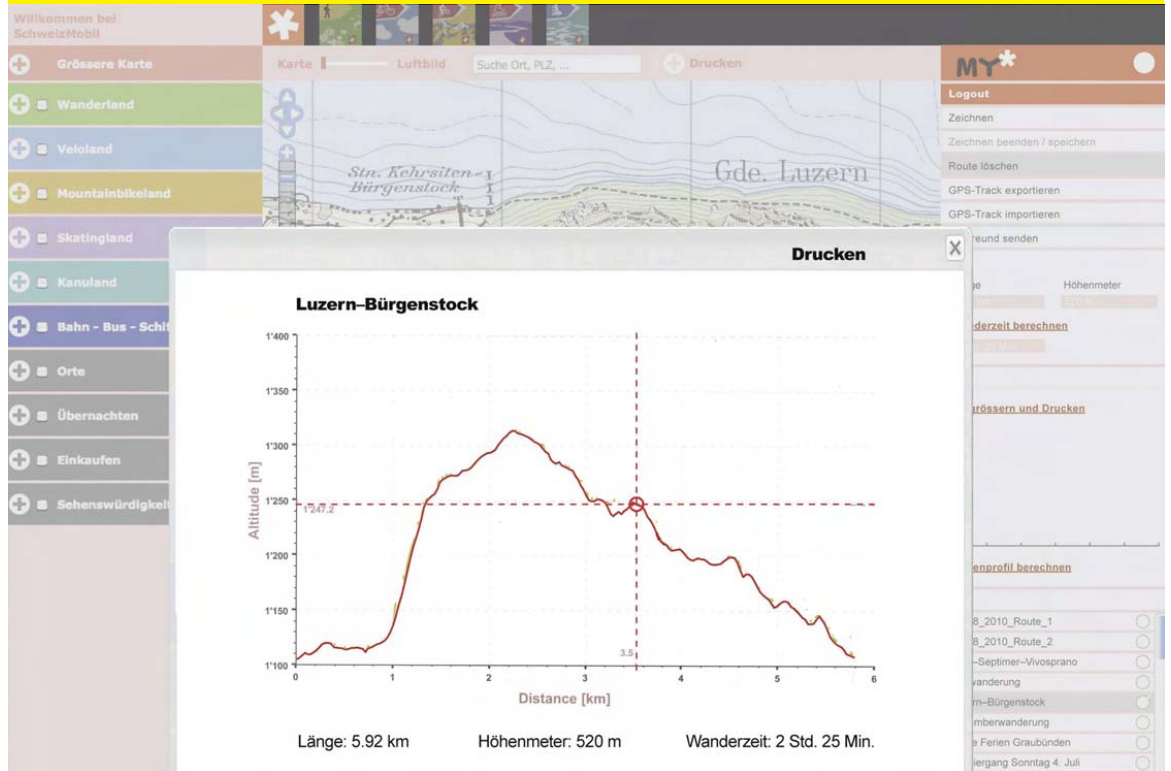 Willkommen bei
SchweizMobil
Grössere Karte
Karte
Luftbild
Suche Ort, PLZ, ...
Drucken
MY*
Logout
Wanderland
Zeichnen
Veloland
Zeichnen beenden / speichern
Stn. Kehrsiten-
Bürgenstock
Gde. Luzern
Route löschen
Mountainbikeland
GPS-Track exportieren
GPS-Track importieren
Skatingland
senden
Drucken
X
Kanuland
Höhenmeter
520 m
Luzern–Bürgenstock
Bahn - Bus - Schif
derzeit berechnen
1'400
1'350
1'300
1'250
1'200
1'150
1'100
Altitude [m]
1'247.2
3.5
0 1 2 3 4 5 6
Distance [km]
Länge: 5.92 km
Höhenmeter: 520 m
Wanderzeit: 2 Std. 25 Min.
Orte
Übernachten
rössern und Drucken
Einkaufen
Sehenswürdigkei
enprofil berechnen
8_2010_Route_1
8_2010_Route_2
–Septimer–Vivosprano
wanderung
rn–Bürgenstock
mberwanderung
e Ferien Graubünden
iergang Sonntag 4. Juli